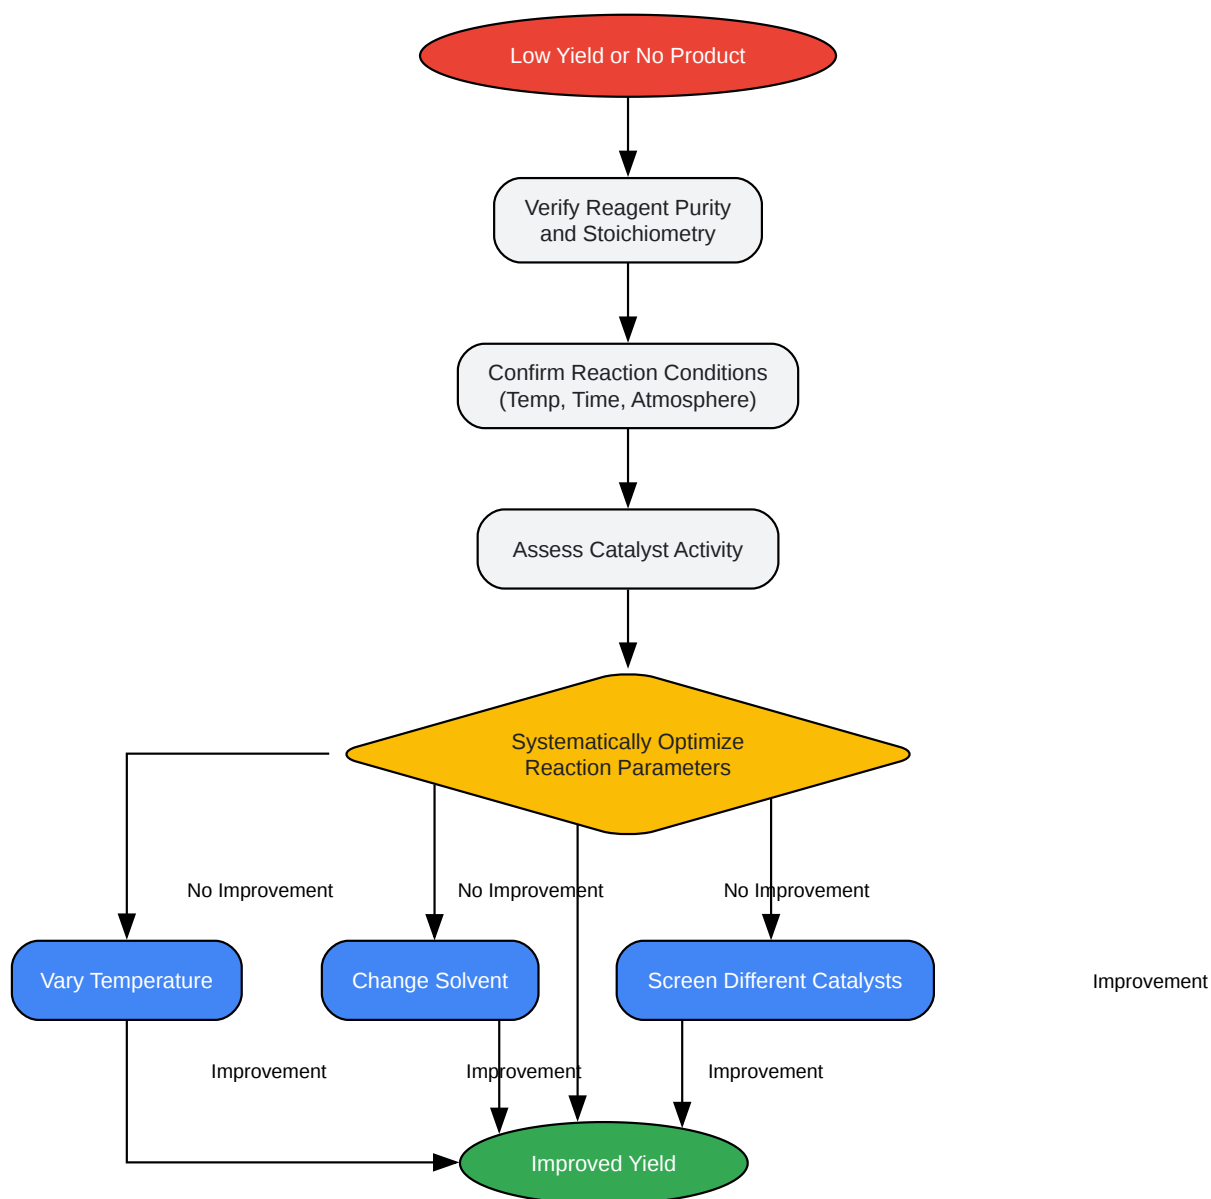 Low Yield or No Product
Verify Reagent Purity
and Stoichiometry
Confirm Reaction Conditions
(Temp, Time, Atmosphere)
Assess Catalyst Activity
Systematically Optimize
Reaction Parameters
No Improvement
No Improvement
No Improvement
Vary Temperature
Change Solvent
Screen Different Catalysts
Improvement
Improvement
Improvement
Improvement
Improved Yield